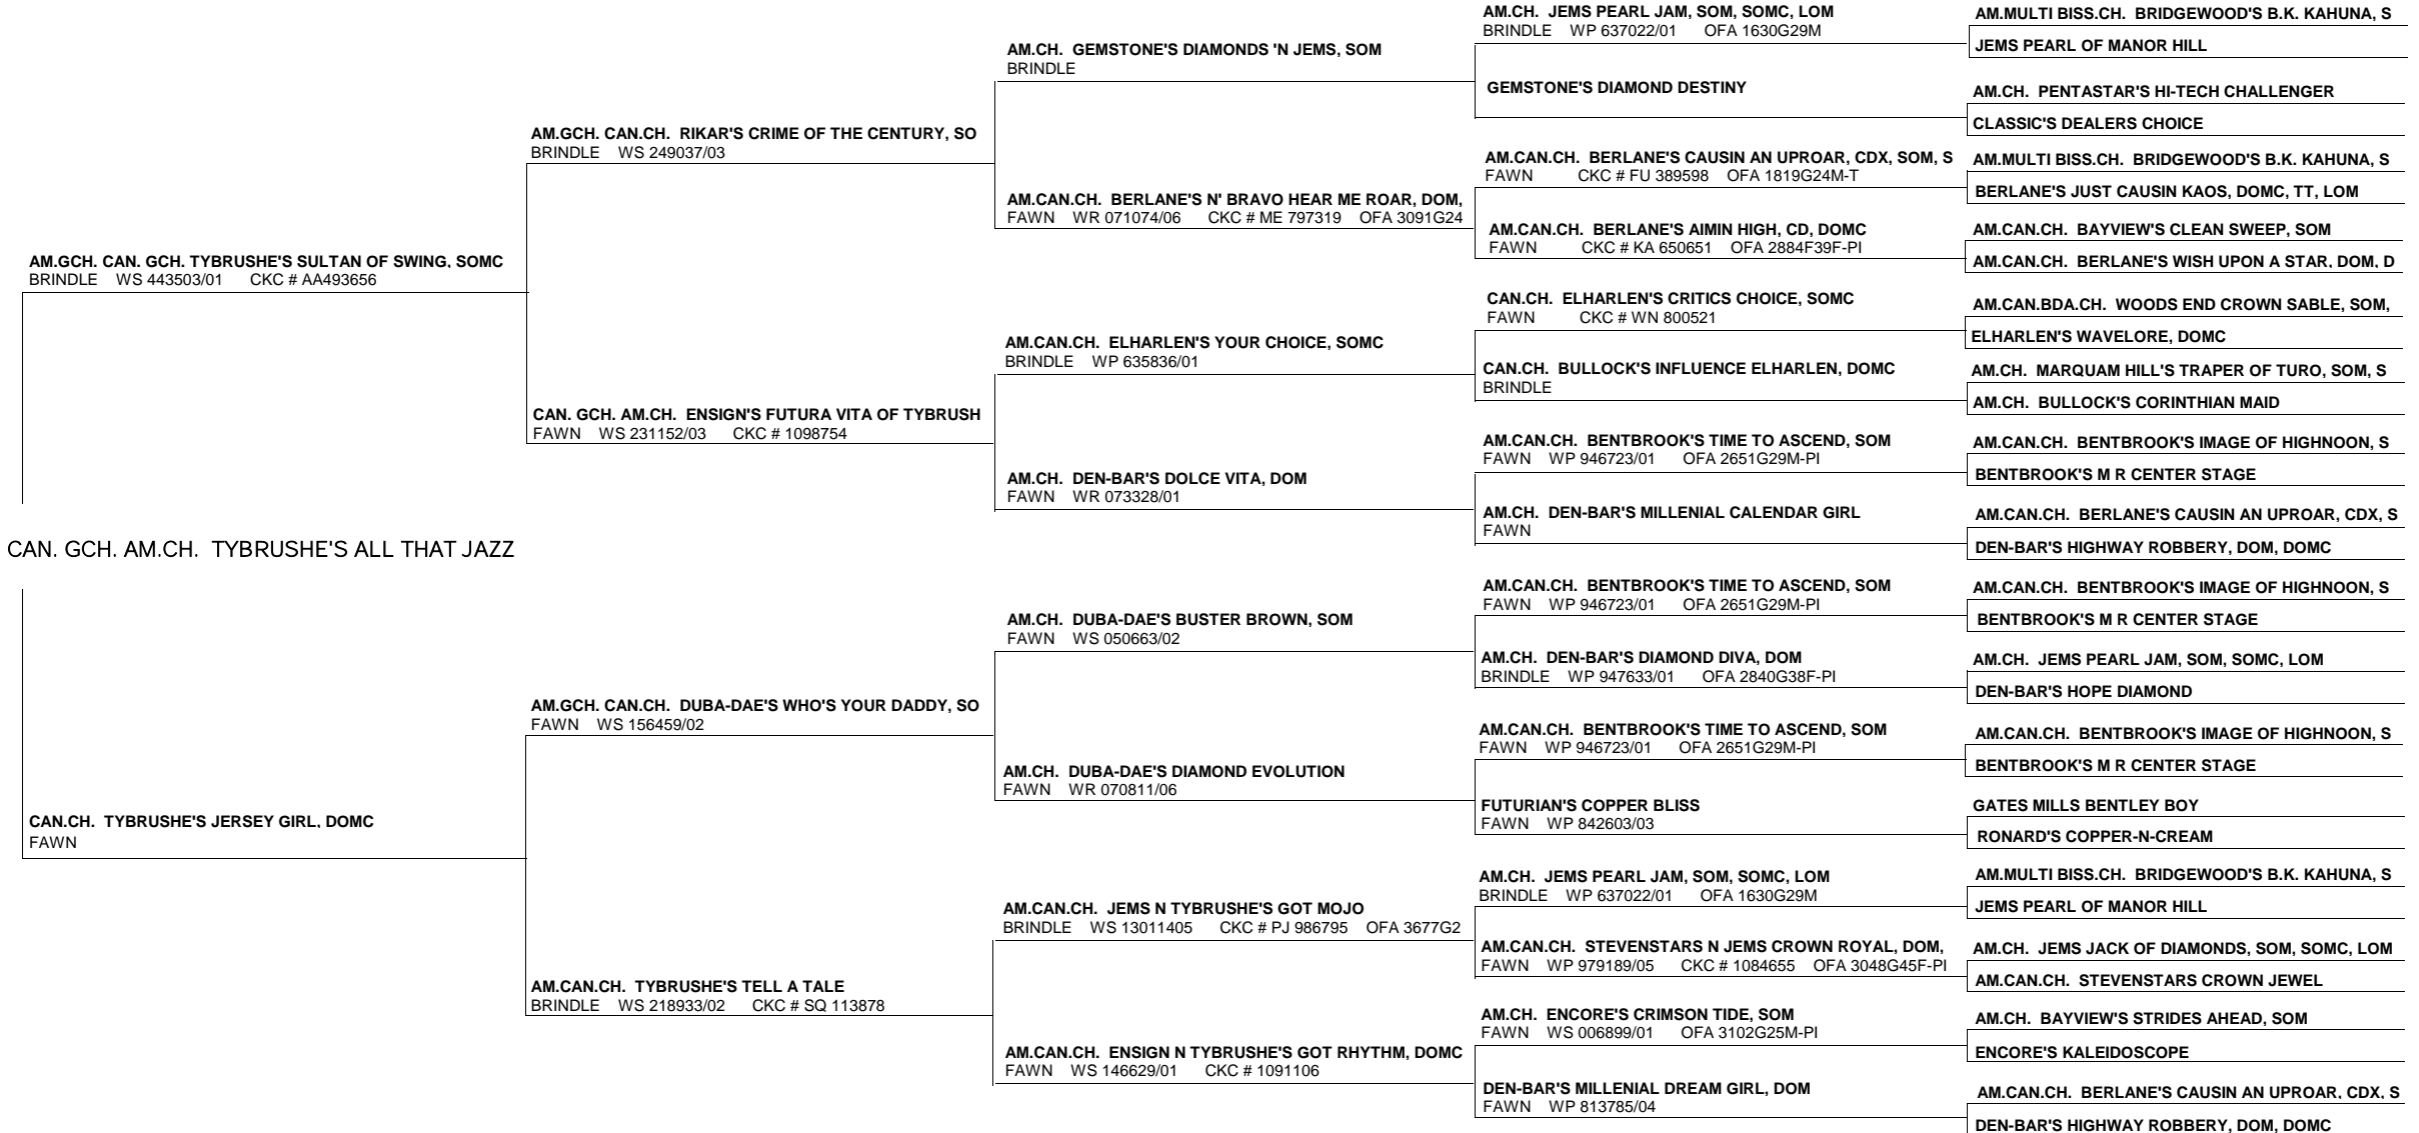 AM.GCH. CAN. GCH. TYBRUSHE'S SULTAN OF SWING, SOMC
BRINDLE WS 443503/01 CKC # AA493656
CAN. GCH. AM.CH. TYBRUSHE'S ALL THAT JAZZ
CAN.CH. TYBRUSHE'S JERSEY GIRL, DOMC
FAWN
AM.GCH. CAN.CH. RIKAR'S CRIME OF THE CENTURY, SO
BRINDLE WS 249037/03
CAN. GCH. AM.CH. ENSIGN'S FUTURA VITA OF TYBRUSH
FAWN WS 231152/03 CKC # 1098754
AM.GCH. CAN.CH. DUBA-DAE'S WHO'S YOUR DADDY, SO
FAWN WS 156459/02
AM.CAN.CH. TYBRUSHE'S TELL A TALE
BRINDLE WS 218933/02 CKC # SQ 113878
AM.CH. GEMSTONE'S DIAMONDS 'N JEMS, SOM
BRINDLE
AM.CAN.CH. BERLANE'S N' BRAVO HEAR ME ROAR, DOM,
FAWN WR 071074/06 CKC # ME 797319 OFA 3091G24
AM.CAN.CH. ELHARLEN'S YOUR CHOICE, SOMC
BRINDLE WP 635836/01
AM.CH. DEN-BAR'S DOLCE VITA, DOM
FAWN WR 073328/01
AM.CH. DUBA-DAE'S BUSTER BROWN, SOM
FAWN WS 050663/02
AM.CH. DUBA-DAE'S DIAMOND EVOLUTION
FAWN WR 070811/06
AM.CAN.CH. JEMS N TYBRUSHE'S GOT MOJO
BRINDLE WS 13011405 CKC # PJ 986795 OFA 3677G2
AM.CAN.CH. ENSIGN N TYBRUSHE'S GOT RHYTHM, DOMC
FAWN WS 146629/01 CKC # 1091106
AM.CH. JEMS PEARL JAM, SOM, SOMC, LOM
BRINDLE WP 637022/01 OFA 1630G29M
GEMSTONE'S DIAMOND DESTINY
AM.CAN.CH. BERLANE'S CAUSIN AN UPROAR, CDX, SOM, S
FAWN CKC # FU 389598 OFA 1819G24M-T
AM.CAN.CH. BERLANE'S AIMIN HIGH, CD, DOMC
FAWN CKC # KA 650651 OFA 2884F39F-PI
CAN.CH. ELHARLEN'S CRITICS CHOICE, SOMC
FAWN CKC # WN 800521
CAN.CH. BULLOCK'S INFLUENCE ELHARLEN, DOMC
BRINDLE
AM.CAN.CH. BENTBROOK'S TIME TO ASCEND, SOM
FAWN WP 946723/01 OFA 2651G29M-PI
AM.CH. DEN-BAR'S MILLENIAL CALENDAR GIRL
FAWN
AM.CAN.CH. BENTBROOK'S TIME TO ASCEND, SOM
FAWN WP 946723/01 OFA 2651G29M-PI
AM.CH. DEN-BAR'S DIAMOND DIVA, DOM
BRINDLE WP 947633/01 OFA 2840G38F-PI
AM.CAN.CH. BENTBROOK'S TIME TO ASCEND, SOM
FAWN WP 946723/01 OFA 2651G29M-PI
FUTURIAN'S COPPER BLISS
FAWN WP 842603/03
AM.CH. JEMS PEARL JAM, SOM, SOMC, LOM
BRINDLE WP 637022/01 OFA 1630G29M
AM.CAN.CH. STEVENSTARS N JEMS CROWN ROYAL, DOM,
FAWN WP 979189/05 CKC # 1084655 OFA 3048G45F-PI
AM.CH. ENCORE'S CRIMSON TIDE, SOM
FAWN WS 006899/01 OFA 3102G25M-PI
DEN-BAR'S MILLENIAL DREAM GIRL, DOM
FAWN WP 813785/04
AM.MULTI BISS.CH. BRIDGEWOOD'S B.K. KAHUNA, S
JEMS PEARL OF MANOR HILL
AM.CH. PENTASTAR'S HI-TECH CHALLENGER
CLASSIC'S DEALERS CHOICE
AM.MULTI BISS.CH. BRIDGEWOOD'S B.K. KAHUNA, S
BERLANE'S JUST CAUSIN KAOS, DOMC, TT, LOM
AM.CAN.CH. BAYVIEW'S CLEAN SWEEP, SOM
AM.CAN.CH. BERLANE'S WISH UPON A STAR, DOM, D
AM.CAN.BDA.CH. WOODS END CROWN SABLE, SOM,
ELHARLEN'S WAVELORE, DOMC
AM.CH. MARQUAM HILL'S TRAPER OF TURO, SOM, S
AM.CH. BULLOCK'S CORINTHIAN MAID
AM.CAN.CH. BENTBROOK'S IMAGE OF HIGHNOON, S
BENTBROOK'S M R CENTER STAGE
AM.CAN.CH. BERLANE'S CAUSIN AN UPROAR, CDX, S
DEN-BAR'S HIGHWAY ROBBERY, DOM, DOMC
AM.CAN.CH. BENTBROOK'S IMAGE OF HIGHNOON, S
BENTBROOK'S M R CENTER STAGE
AM.CH. JEMS PEARL JAM, SOM, SOMC, LOM
DEN-BAR'S HOPE DIAMOND
AM.CAN.CH. BENTBROOK'S IMAGE OF HIGHNOON, S
BENTBROOK'S M R CENTER STAGE
GATES MILLS BENTLEY BOY
RONARD'S COPPER-N-CREAM
AM.MULTI BISS.CH. BRIDGEWOOD'S B.K. KAHUNA, S
JEMS PEARL OF MANOR HILL
AM.CH. JEMS JACK OF DIAMONDS, SOM, SOMC, LOM
AM.CAN.CH. STEVENSTARS CROWN JEWEL
AM.CH. BAYVIEW'S STRIDES AHEAD, SOM
ENCORE'S KALEIDOSCOPE
AM.CAN.CH. BERLANE'S CAUSIN AN UPROAR, CDX, S
DEN-BAR'S HIGHWAY ROBBERY, DOM, DOMC